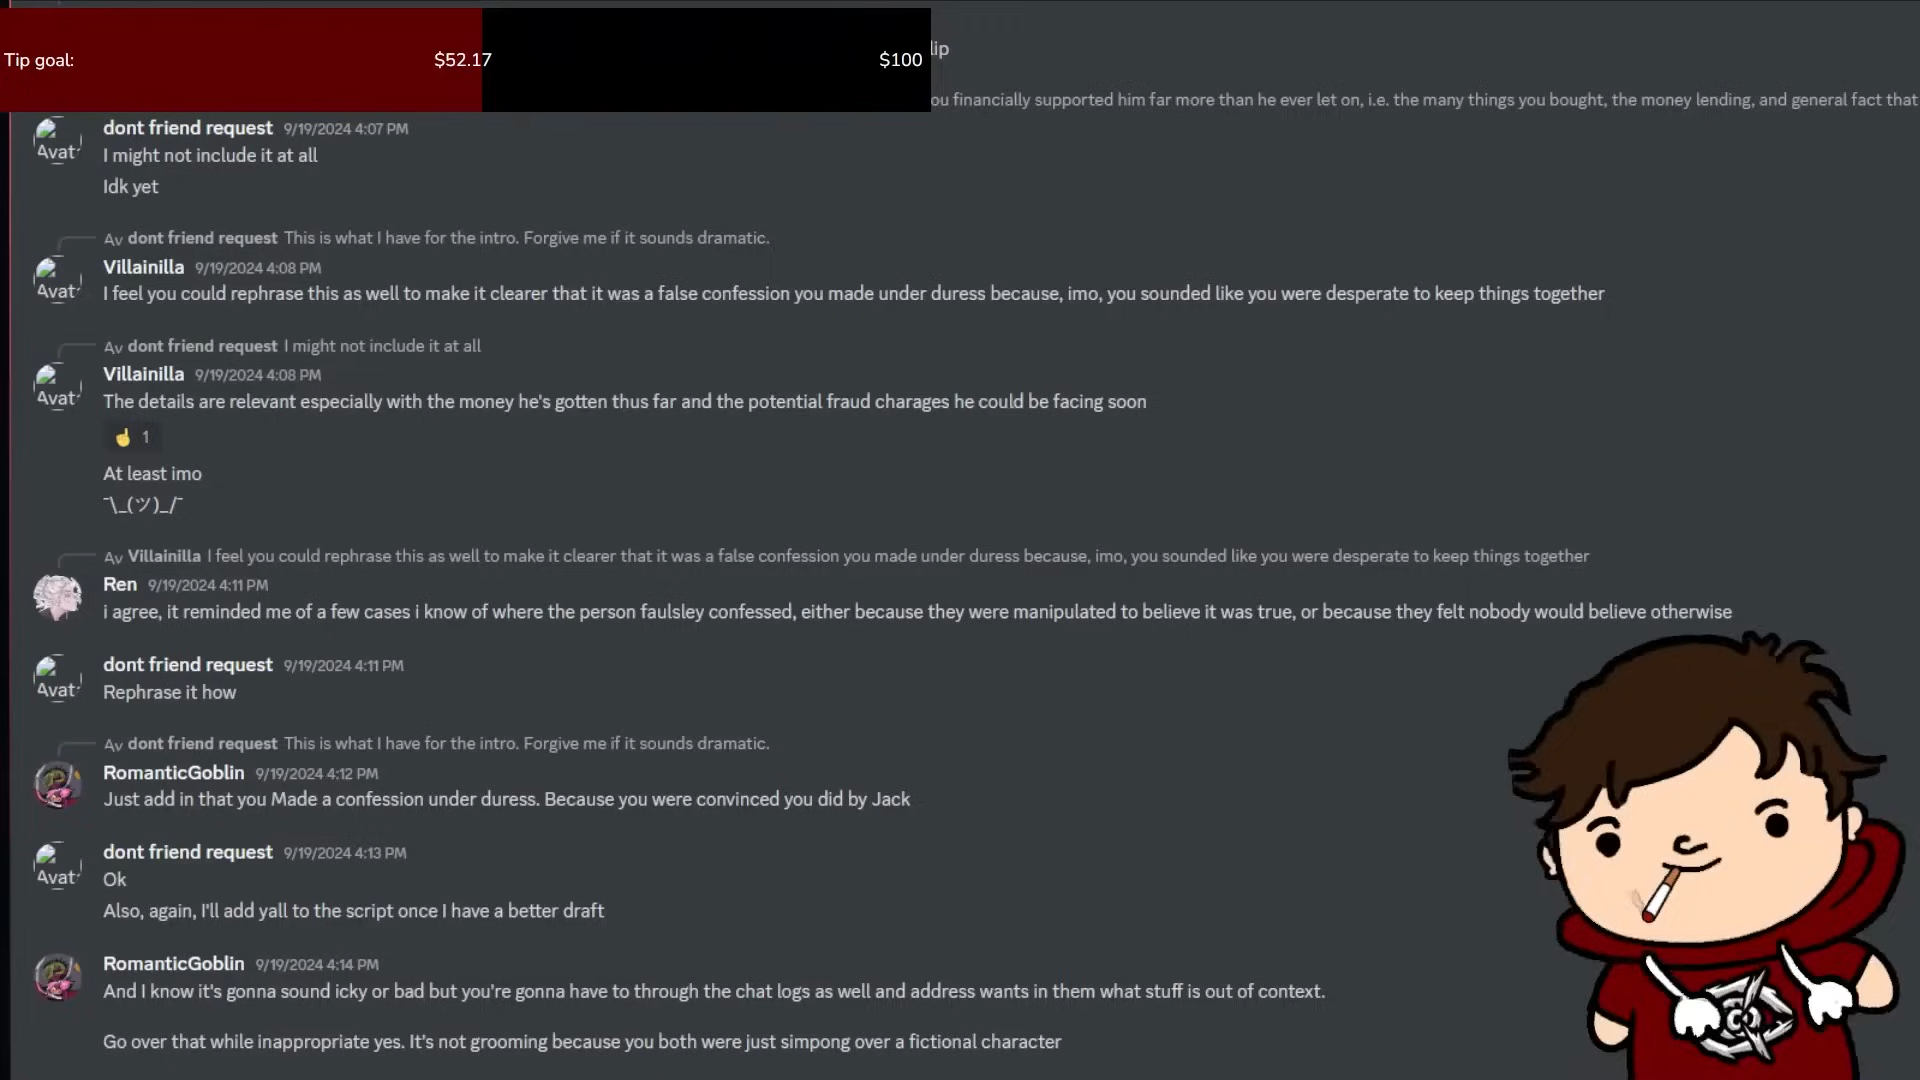 Tip goal: $52.17 $100
lip
ou financially supported him far more than he ever let on, i.e. the many things you bought, the money lending, and general fact that
Avat
dont friend request 9/19/2024 4:07 PM
I might not include it at all
Idk yet
Av dont friend request This is what I have for the intro. Forgive me if it sounds dramatic.
Avat
Villainilla 9/19/2024 4:08 PM
I feel you could rephrase this as well to make it clearer that it was a false confession you made under duress because, imo, you sounded like you were desperate to keep things together
Av dont friend request I might not include it at all
Avat
Villainilla 9/19/2024 4:08 PM
The details are relevant especially with the money he's gotten thus far and the potential fraud charages he could be facing soon
☝ 1
At least imo
¯\_(ツ)_/¯
Av Villainilla I feel you could rephrase this as well to make it clearer that it was a false confession you made under duress because, imo, you sounded like you were desperate to keep things together
Ren 9/19/2024 4:11 PM
i agree, it reminded me of a few cases i know of where the person faulsley confessed, either because they were manipulated to believe it was true, or because they felt nobody would believe otherwise
Avat
dont friend request 9/19/2024 4:11 PM
Rephrase it how
Av dont friend request This is what I have for the intro. Forgive me if it sounds dramatic.
RomanticGoblin 9/19/2024 4:12 PM
Just add in that you Made a confession under duress. Because you were convinced you did by Jack
Avat
dont friend request 9/19/2024 4:13 PM
Ok
Also, again, I'll add yall to the script once I have a better draft
RomanticGoblin 9/19/2024 4:14 PM
And I know it's gonna sound icky or bad but you're gonna have to through the chat logs as well and address wants in them what stuff is out of context.
Go over that while inappropriate yes. It's not grooming because you both were just simpong over a fictional character